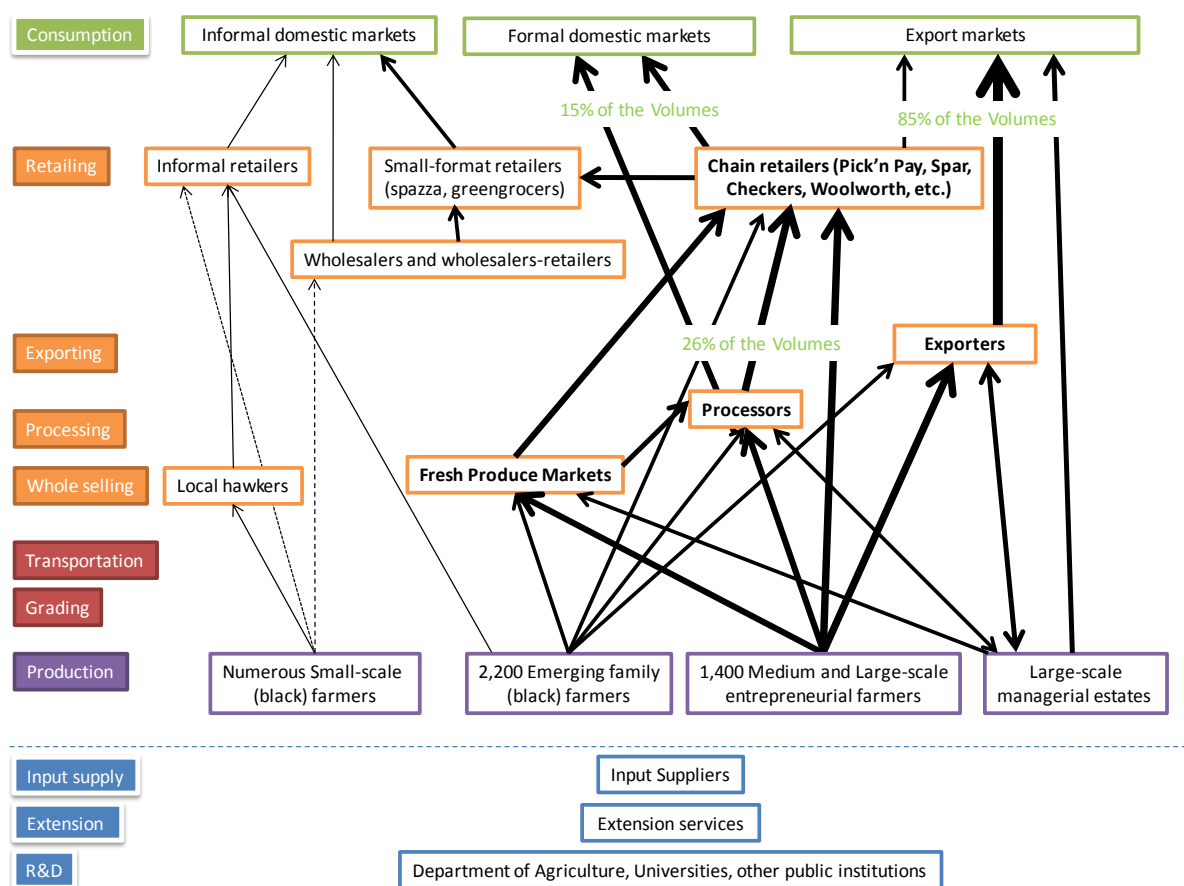 Consumption
Informal domestic markets
Formal domestic markets
Export markets
15% of the Volumes
85% of the Volumes
Retailing
Informal retailers
Small-format retailers
(spazza, greengrocers)
Chain retailers (Pick'n Pay, Spar,
Checkers, Woolworth, etc.)
Wholesalers and wholesalers-retailers
Exporting
26% of the Volumes
Exporters
Processing
Processors
Whole selling
Local hawkers
Fresh Produce Markets
Transportation
Grading
Production
Numerous Small-scale
(black) farmers
2,200 Emerging family
(black) farmers
1,400 Medium and Large-scale
entrepreneurial farmers
Large-scale
managerial estates
Input supply
Input Suppliers
Extension
Extension services
R&D
Department of Agriculture, Universities, other public institutions